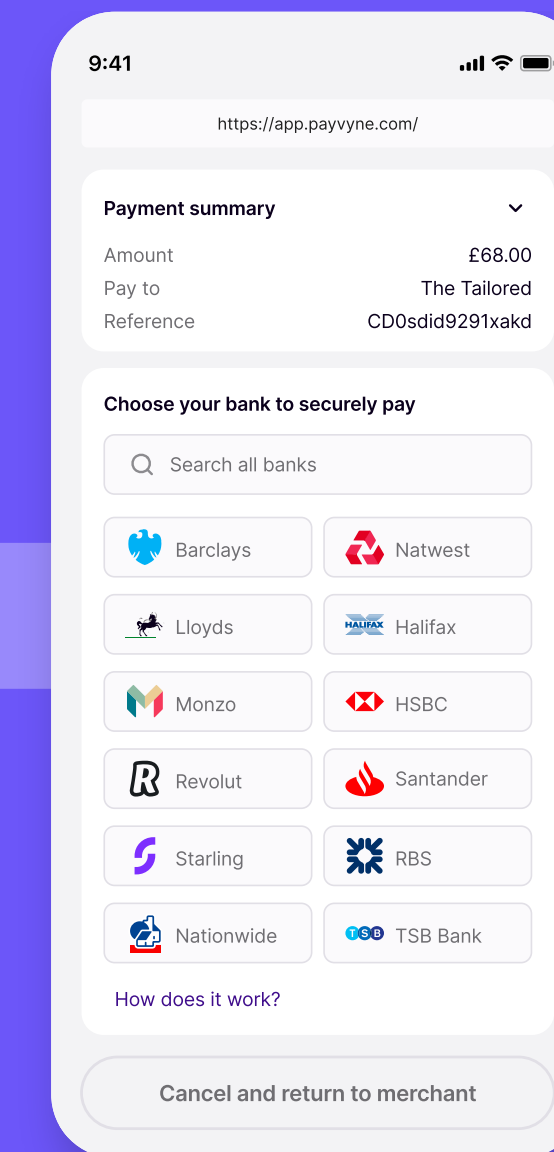 9:41
https://app.payvyne.com/
Payment summary
Amount £68.00
Pay to The Tailored
Reference CD0sdid9291xakd
Choose your bank to securely pay
Search all banks
Barclays Natwest
Lloyds HALIFAX Halifax
Monzo HSBC
R Revolut Santander
Starling RBS
Nationwide TSB TSB Bank
How does it work?
Cancel and return to merchant